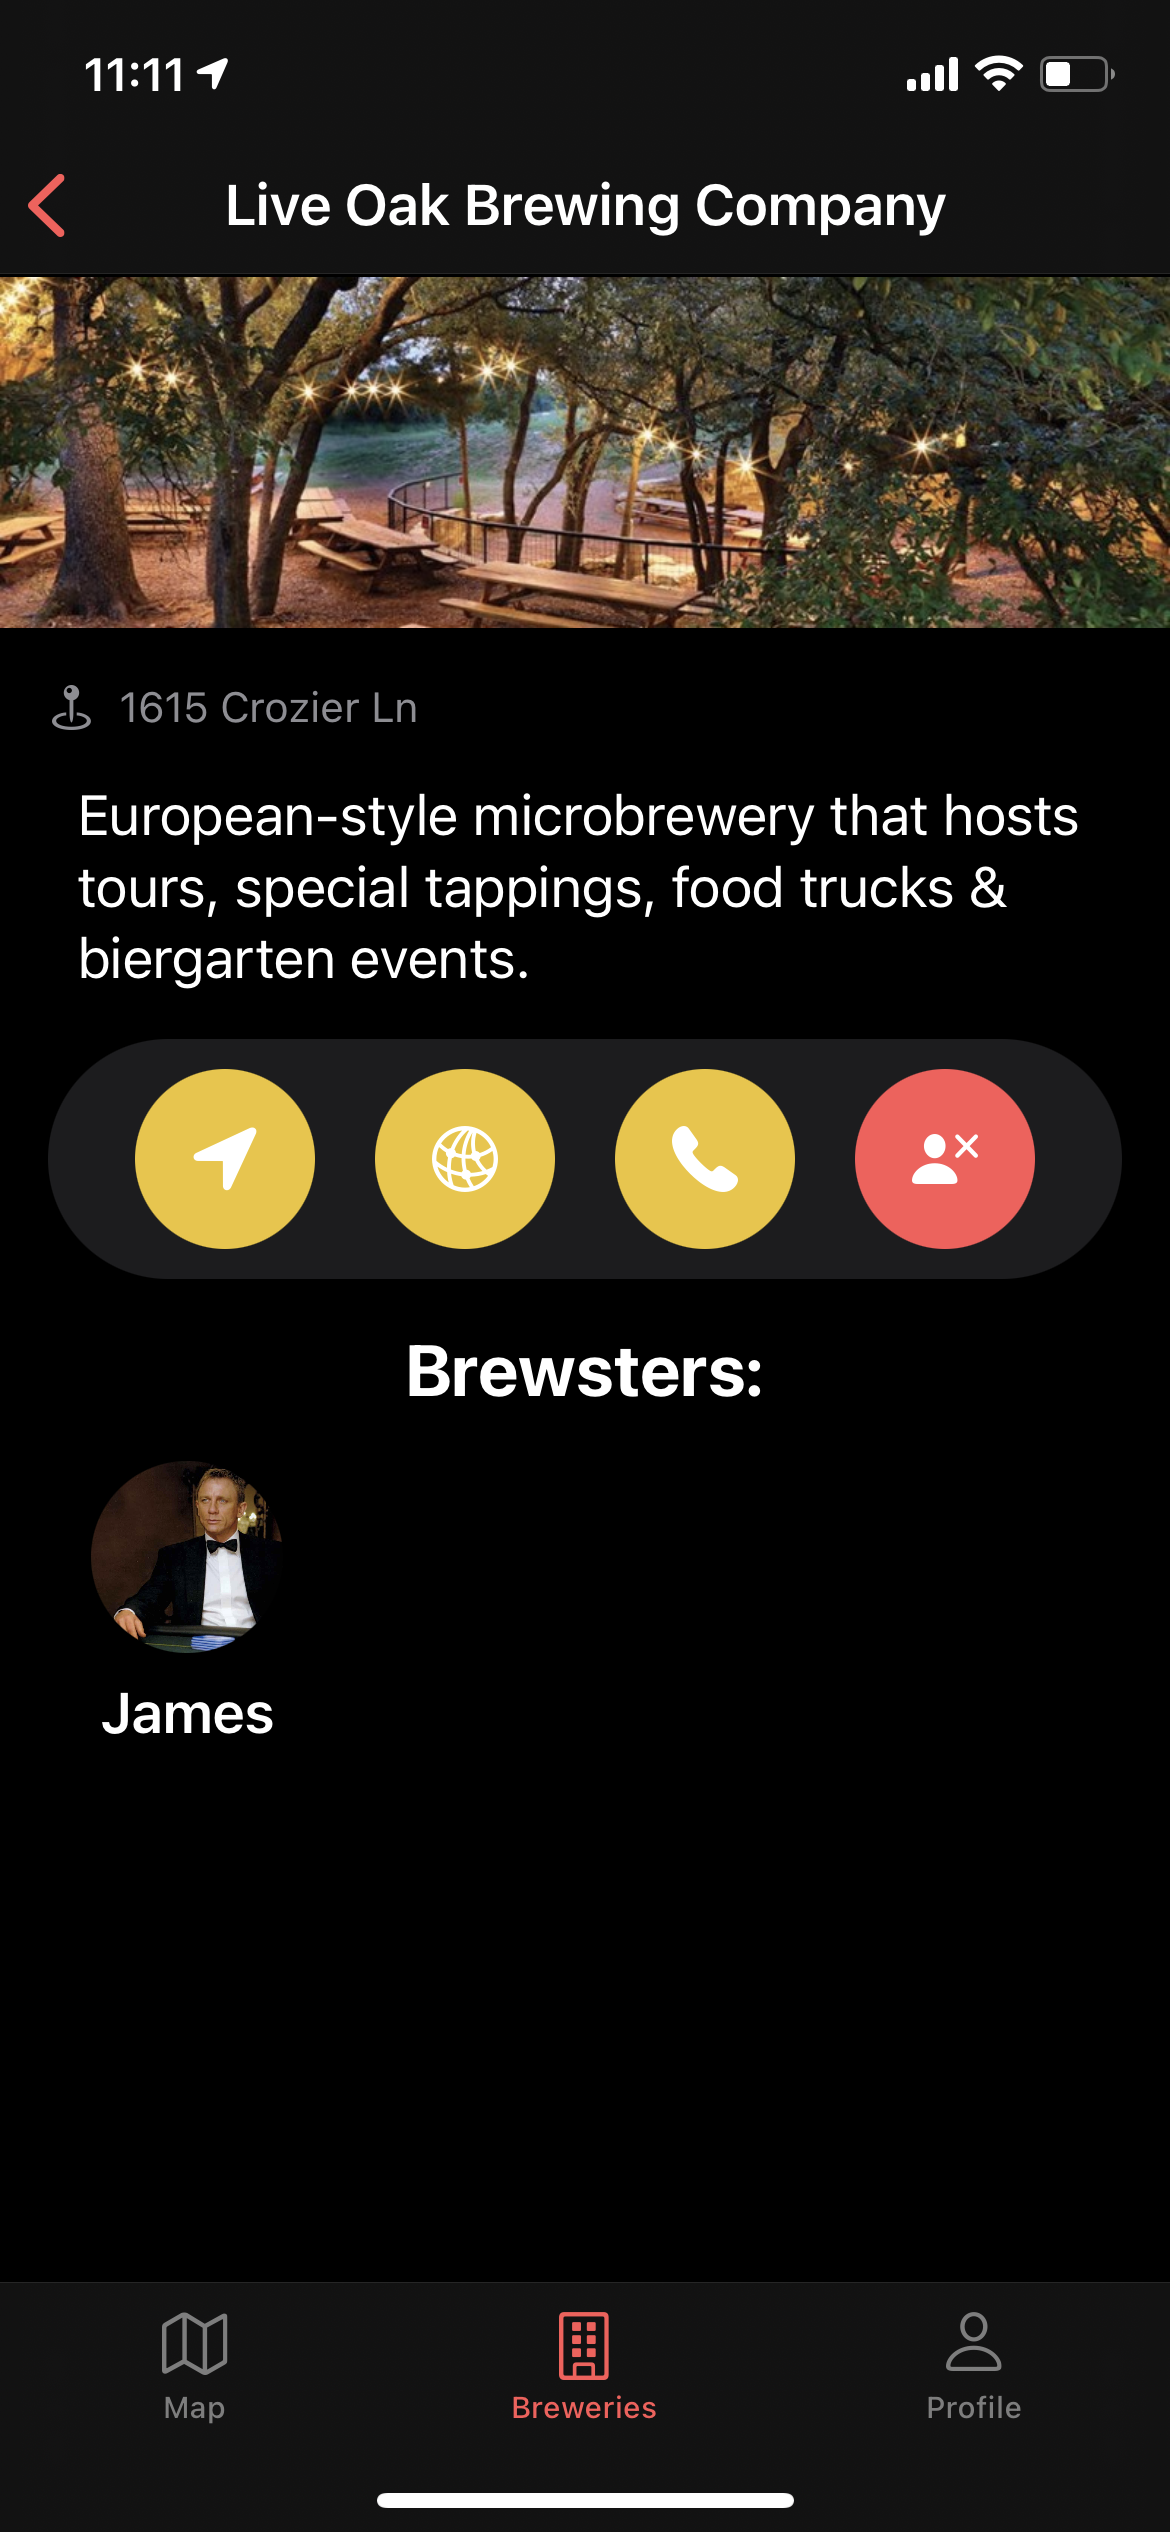 11:11
Live Oak Brewing Company
1615 Crozier Ln
European-style microbrewery that hosts
tours, special tappings, food trucks &
biergarten events.
Brewsters:
James
Map
Breweries
Profile